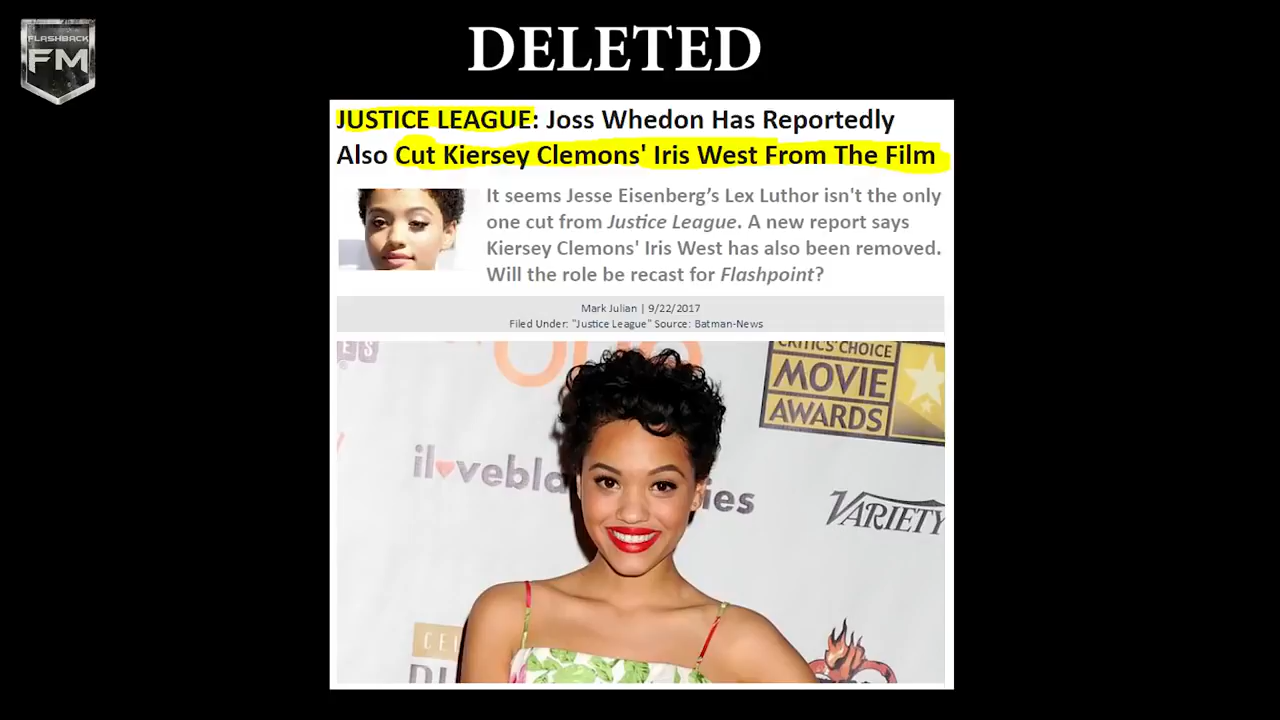 FLASHBACK
FM
DELETED
JUSTICE LEAGUE: Joss Whedon Has Reportedly
Also Cut Kiersey Clemons' Iris West From The Film
It seems Jesse Eisenberg's Lex Luthor isn't the only
one cut from Justice League. A new report says
Kiersey Clemons' Iris West has also been removed.
Will the role be recast for Flashpoint?
Mark Julian | 9/22/2017
Filed Under: "Justice League" Source: Batman-News
CRITICS' CHOICE
MOVIE
AWARDS
VARIETY